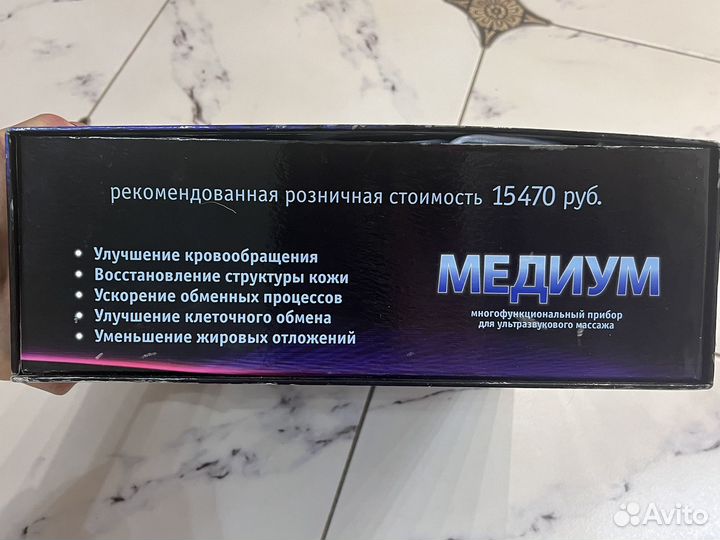 рекомендованная розничная стоимость 15470 руб.
• Улучшение кровообращения
• Восстановление структуры кожи
• Ускорение обменных процессов
• Улучшение клеточного обмена
• Уменьшение жировых отложений
МЕДИУМ
многофункциональный прибор
для ультразвукового массажа
Avito